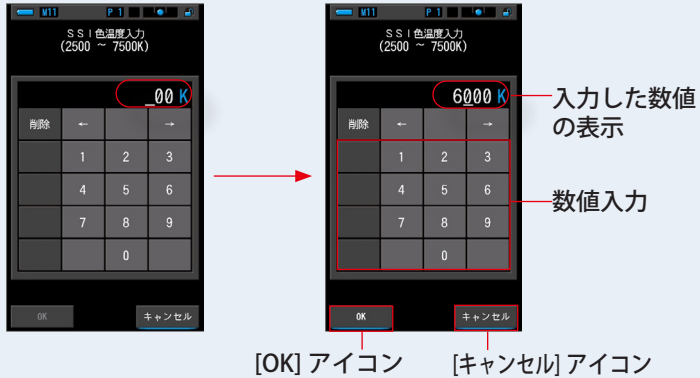 M11 P 1
SSI色温度入力
(2500 ~ 7500K)
_00 K
削除 ← →
1 2 3
4 5 6
7 8 9
0
OK キャンセル
M11 P 1
SSI色温度入力
(2500 ~ 7500K)
6000 K
削除 ← →
1 2 3
4 5 6
7 8 9
0
OK キャンセル
入力した数値
の表示
数値入力
[OK] アイコン
[キャンセル] アイコン